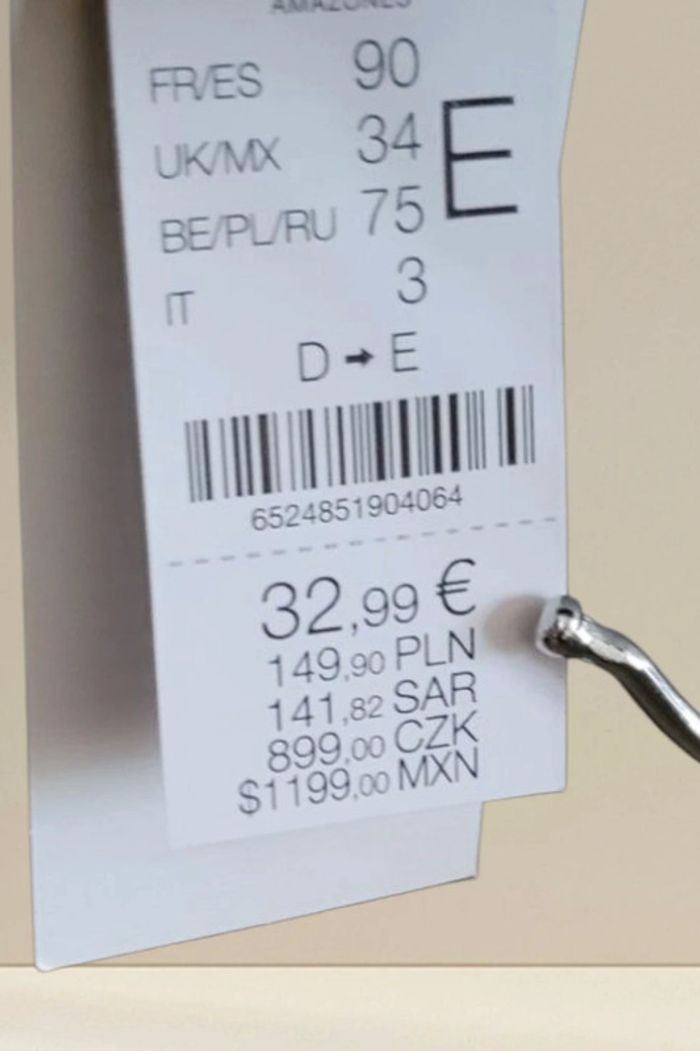 AMAZONES
FR/ES 90
UK/MX 34
E
BE/PL/RU 75
IT 3
D → E
6524851904064
32,99 €
149,90 PLN
141,82 SAR
899,00 CZK
$1199,00 MXN